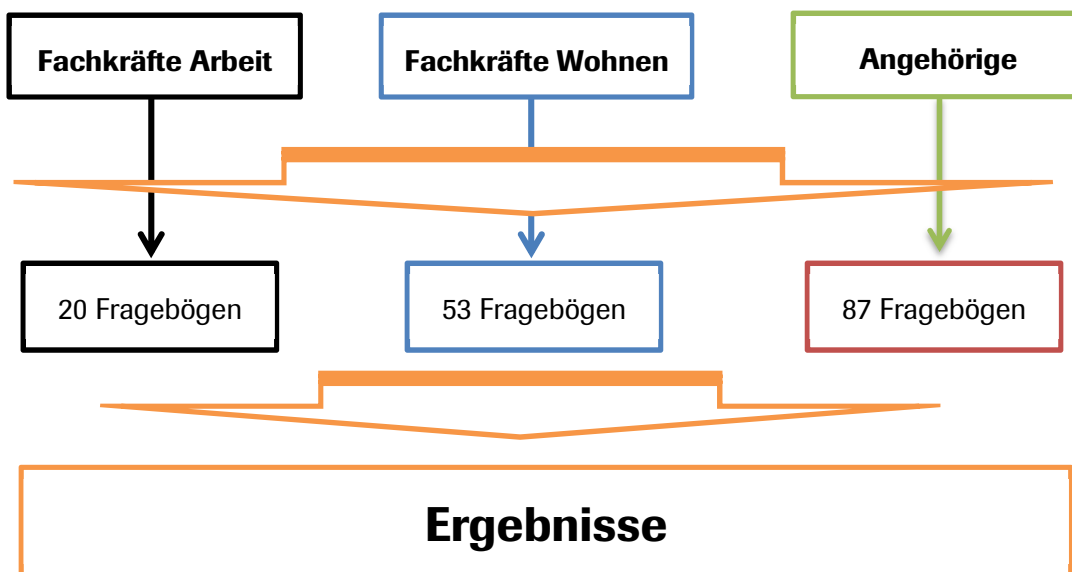 Fachkräfte Arbeit
Fachkräfte Wohnen
Angehörige
20 Fragebögen
53 Fragebögen
87 Fragebögen
Ergebnisse